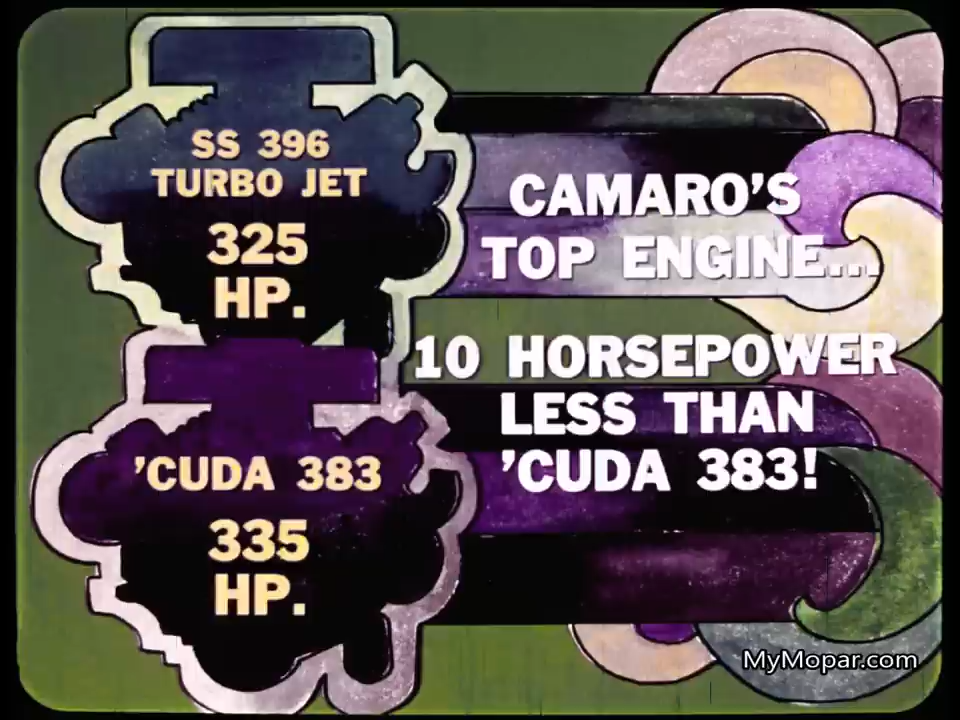 SS 396
TURBO JET
325
HP.
CAMARO'S
TOP ENGINE...
10 HORSEPOWER
LESS THAN
'CUDA 383!
'CUDA 383
335
HP.
MyMopar.com